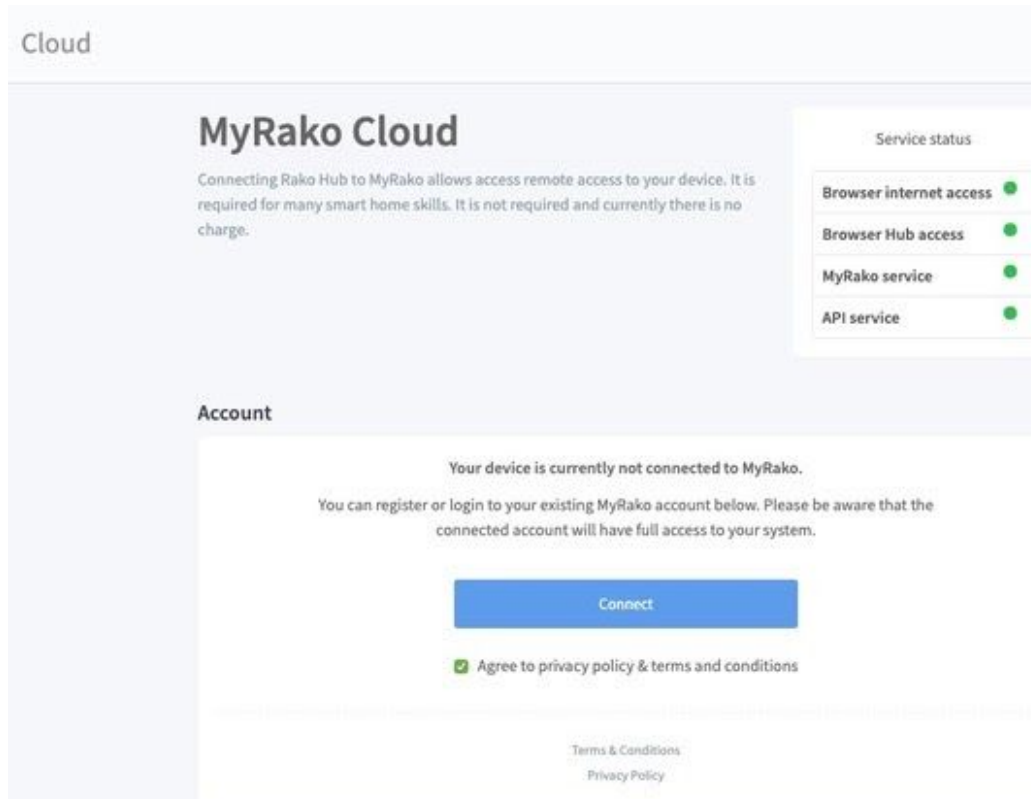 Cloud
MyRako Cloud
Connecting Rako Hub to MyRako allows access remote access to your device. It is
required for many smart home skills. It is not required and currently there is no
charge.
Service status
Browser internet access
Browser Hub access
MyRako service
API service
Account
Your device is currently not connected to MyRako.
You can register or login to your existing MyRako account below. Please be aware that the
connected account will have full access to your system.
Connect
Agree to privacy policy & terms and conditions
Terms & Conditions
Privacy Policy